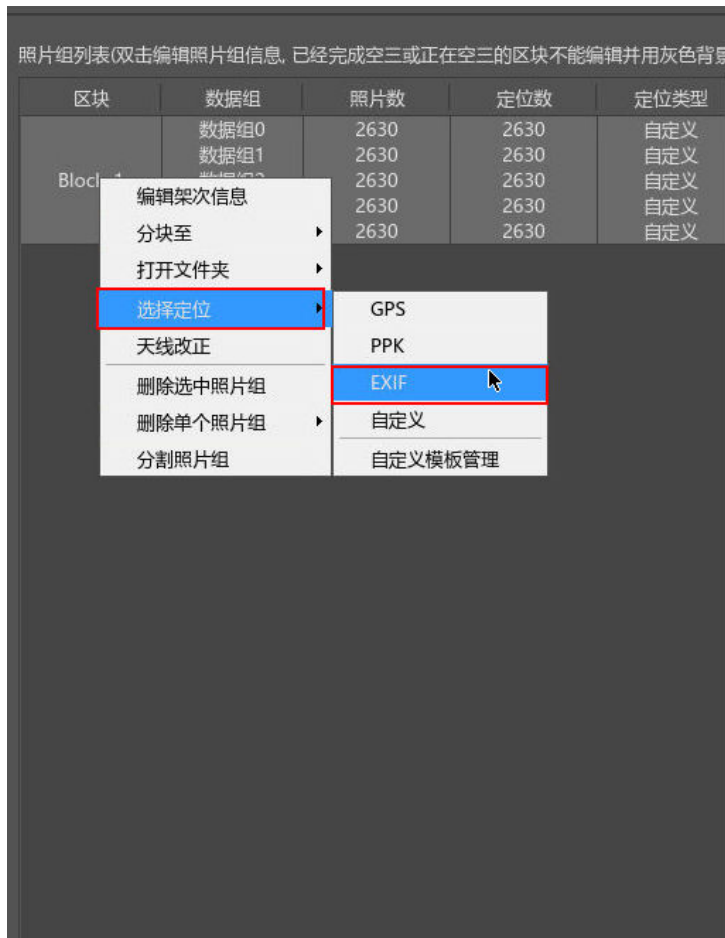 照片组列表(双击编辑照片组信息, 已经完成空三或正在空三的区块不能编辑并用灰色背景
区块 数据组 照片数 定位数 定位类型
数据组0 2630 2630 自定义
数据组1 2630 2630 自定义
2630 2630 自定义
2630 2630 自定义
2630 2630 自定义
编辑架次信息
分块至
打开文件夹
选择定位
天线改正
删除选中照片组
删除单个照片组
分割照片组
GPS
PPK
EXIF
自定义
自定义模板管理